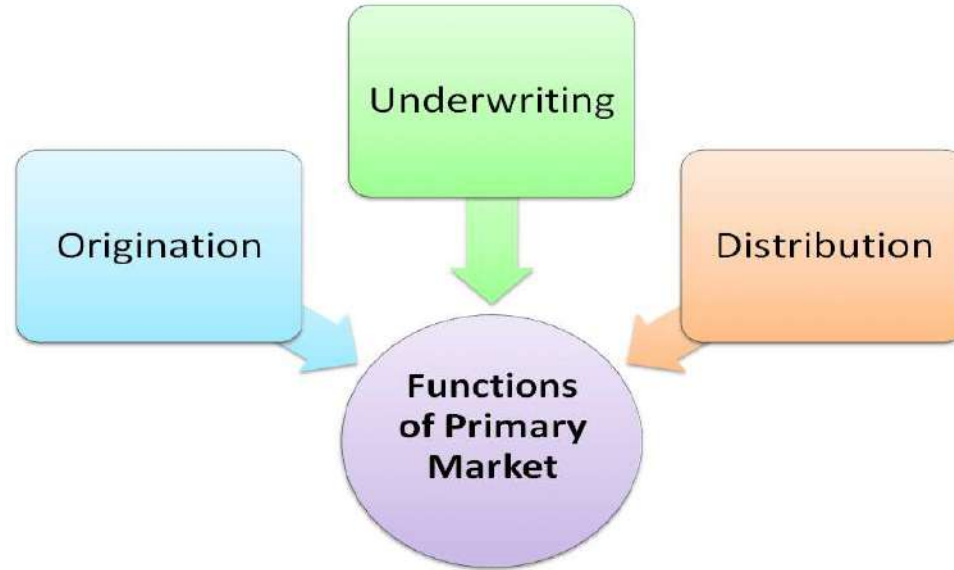 Underwriting
Origination
Distribution
Functions
of Primary
Market